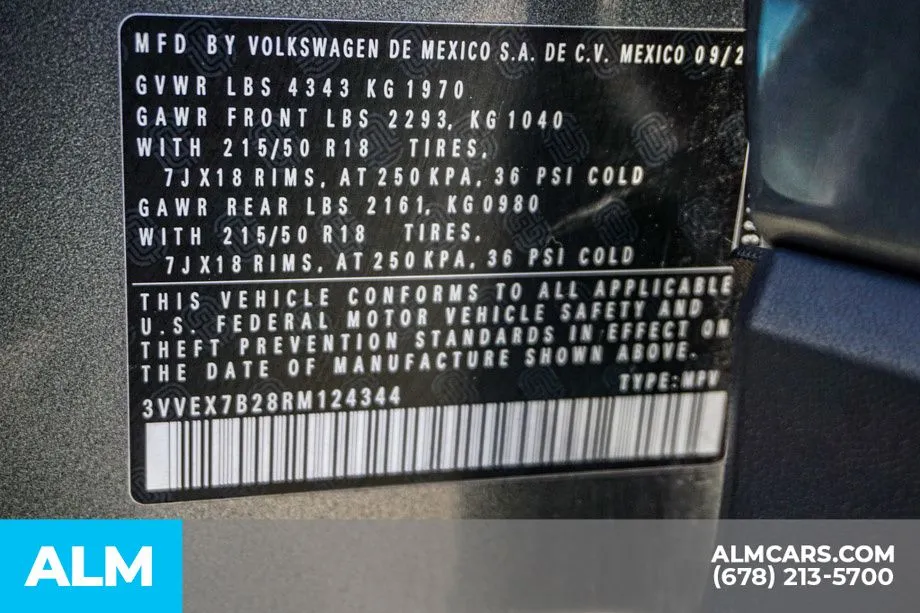 MFD BY VOLKSWAGEN DE MEXICO S.A. DE C.V. MEXICO 09/2
GVWR LBS 4343 KG 1970
GAWR FRONT LBS 2293, KG 1040
WITH 215/50 R18 TIRES,
7JX18 RIMS, AT 250 KPA, 36 PSI COLD
GAWR REAR LBS 2161, KG 0980
WITH 215/50 R18 TIRES,
7JX18 RIMS, AT 250 KPA, 36 PSI COLD
THIS VEHICLE CONFORMS TO ALL APPLICABLE
U.S. FEDERAL MOTOR VEHICLE SAFETY AND
THEFT PREVENTION STANDARDS IN EFFECT ON
THE DATE OF MANUFACTURE SHOWN ABOVE.
TYPE: MPV
3VVEX7B28RM124344
ALM
ALMCARS.COM
(678) 213-5700